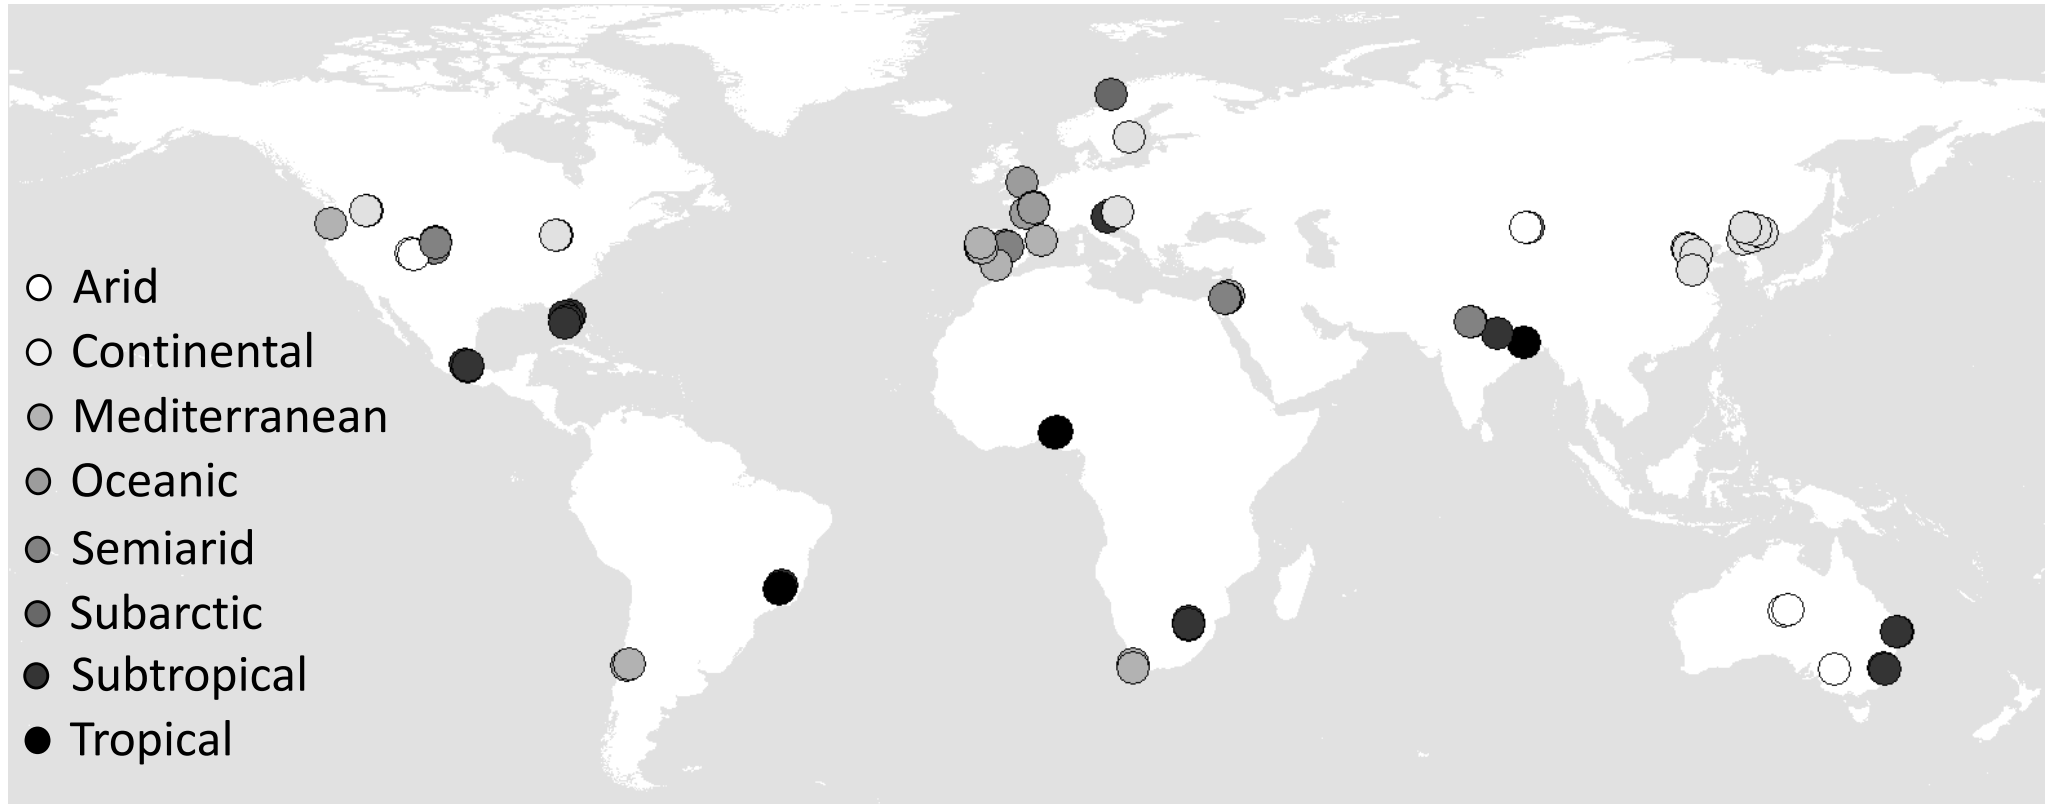 Arid
Continental
Mediterranean
Oceanic
Semiarid
Subarctic
Subtropical
Tropical